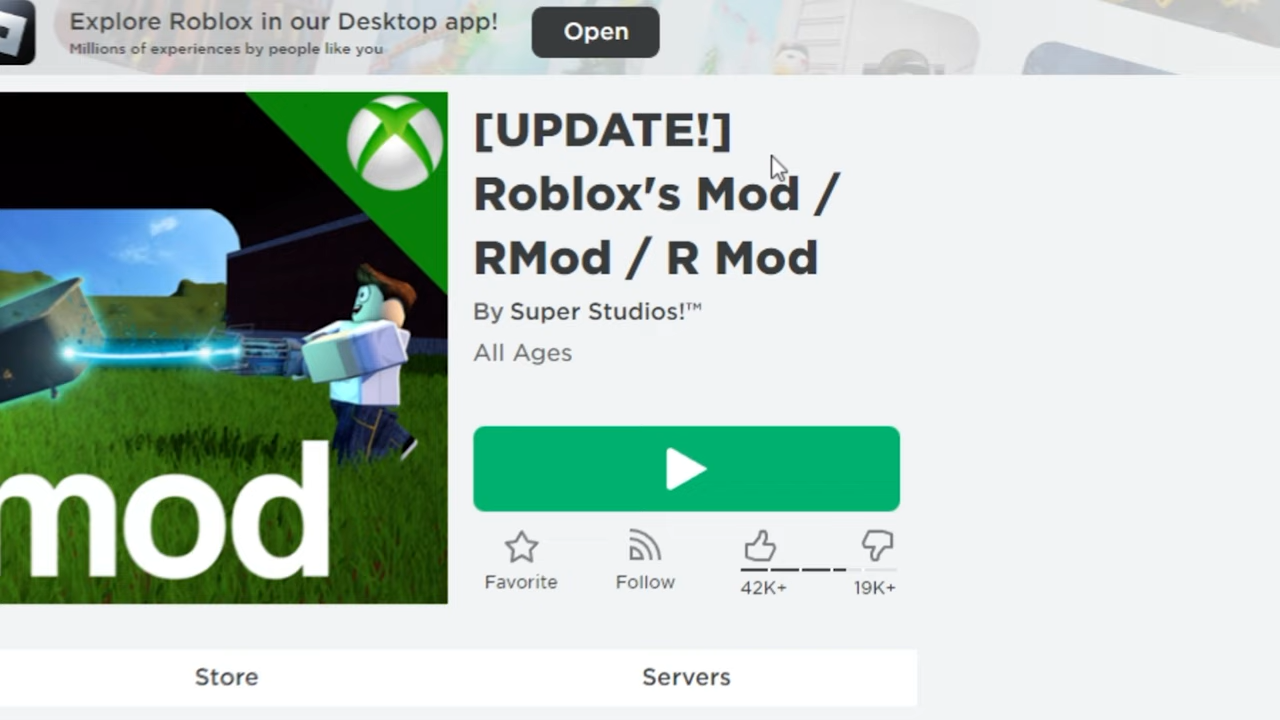 Explore Roblox in our Desktop app!
Millions of experiences by people like you
Open
[UPDATE!]
Roblox's Mod /
RMod / R Mod
By Super Studios!™
All Ages
mod
Favorite
Follow
42K+
19K+
Store
Servers